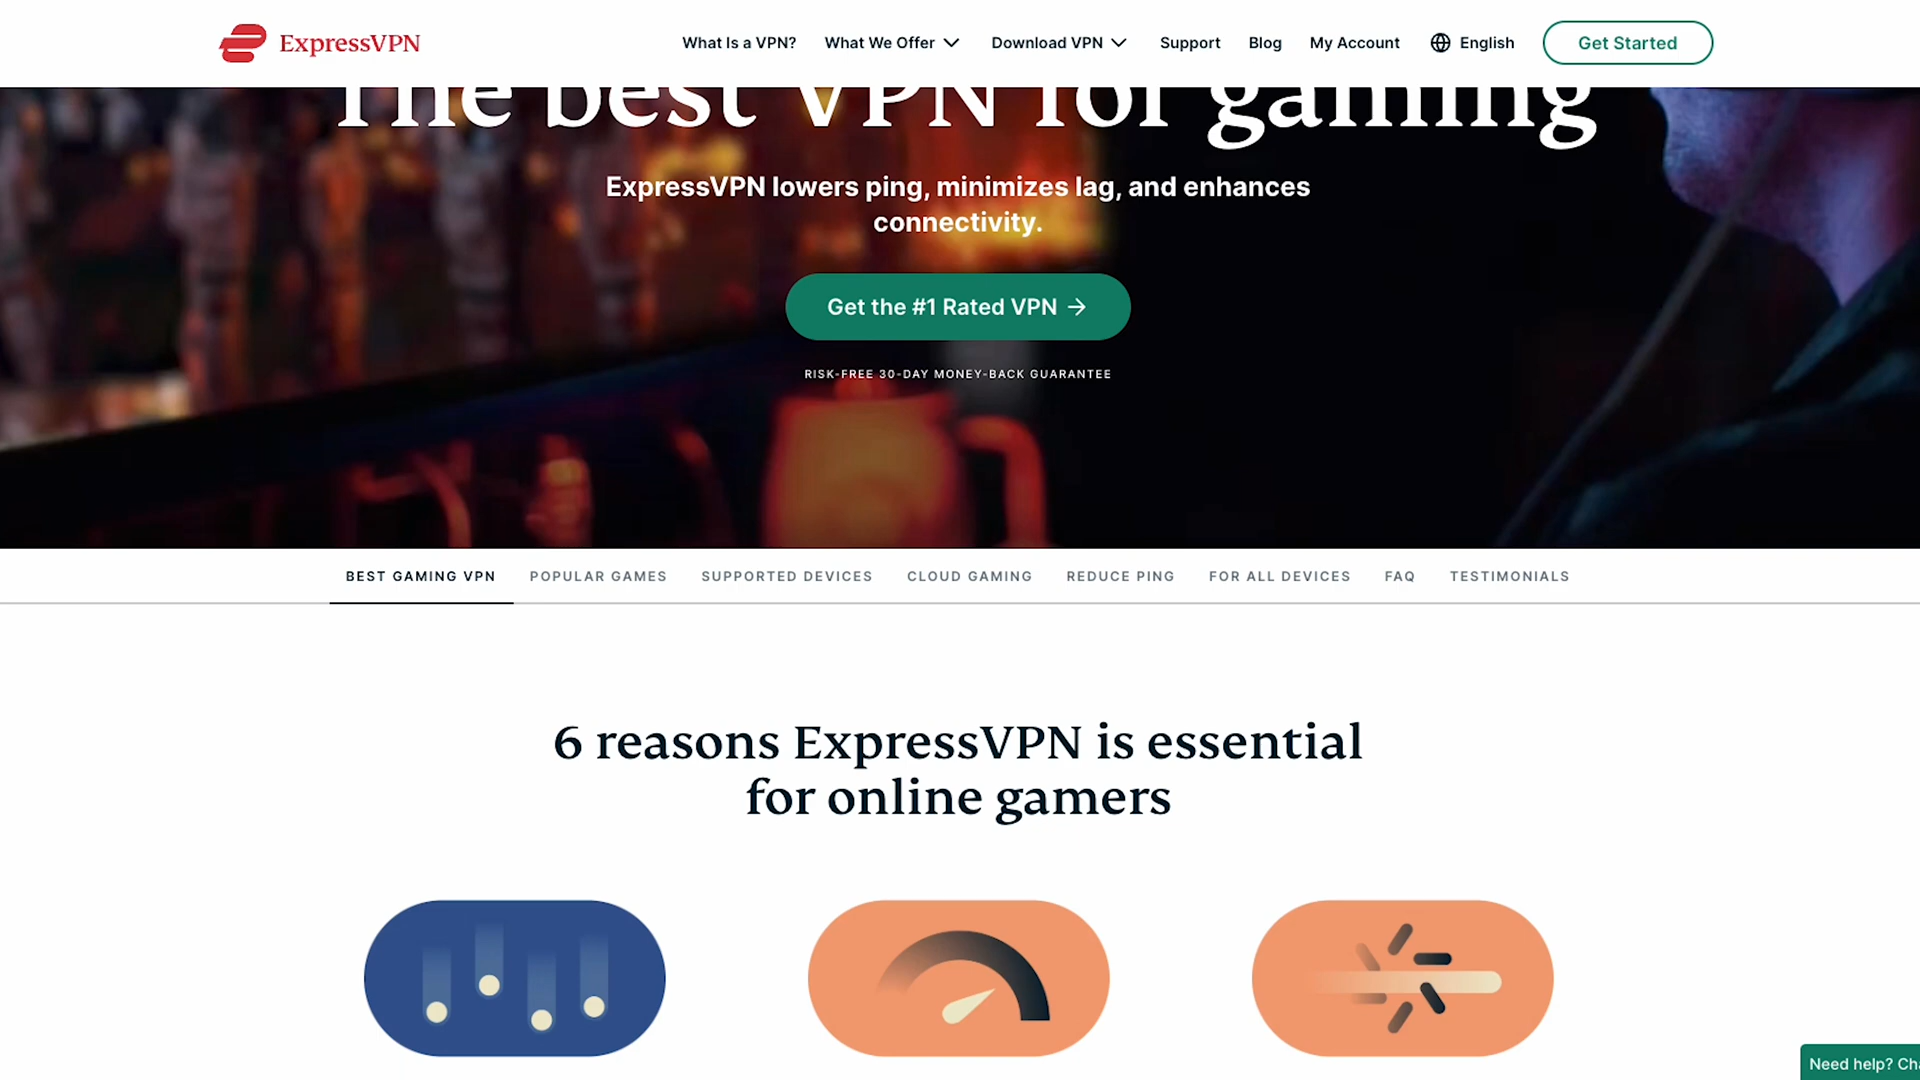 ExpressVPN
What Is a VPN?
What We Offer
Download VPN
Support
Blog
My Account
English
Get Started
The best VPN for gaming
ExpressVPN lowers ping, minimizes lag, and enhances
connectivity.
Get the #1 Rated VPN →
RISK-FREE 30-DAY MONEY-BACK GUARANTEE
BEST GAMING VPN
POPULAR GAMES
SUPPORTED DEVICES
CLOUD GAMING
REDUCE PING
FOR ALL DEVICES
FAQ
TESTIMONIALS
6 reasons ExpressVPN is essential
for online gamers
Need help?